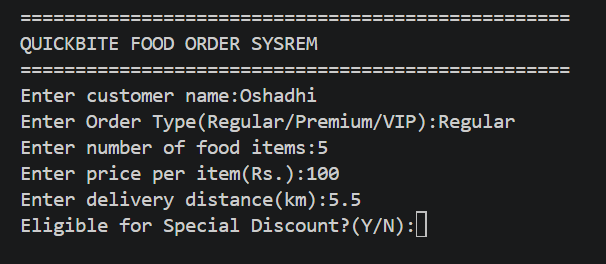 ==================================================
QUICKBITE FOOD ORDER SYSREM
==================================================
Enter customer name:Oshadhi
Enter Order Type(Regular/Premium/VIP):Regular
Enter number of food items:5
Enter price per item(Rs.):100
Enter delivery distance(km):5.5
Eligible for Special Discount?(Y/N):